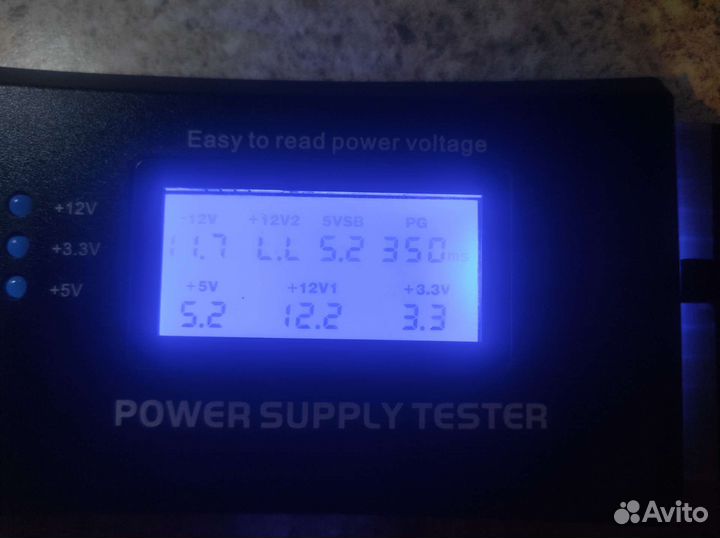 Easy to read power voltage
+12V
+3.3V
+5V
-12V +12V2 5VSB PG
11.7 L.L 5.2 350ms
+5V +12V1 +3.3V
5.2 12.2 3.3
POWER SUPPLY TESTER
Avito